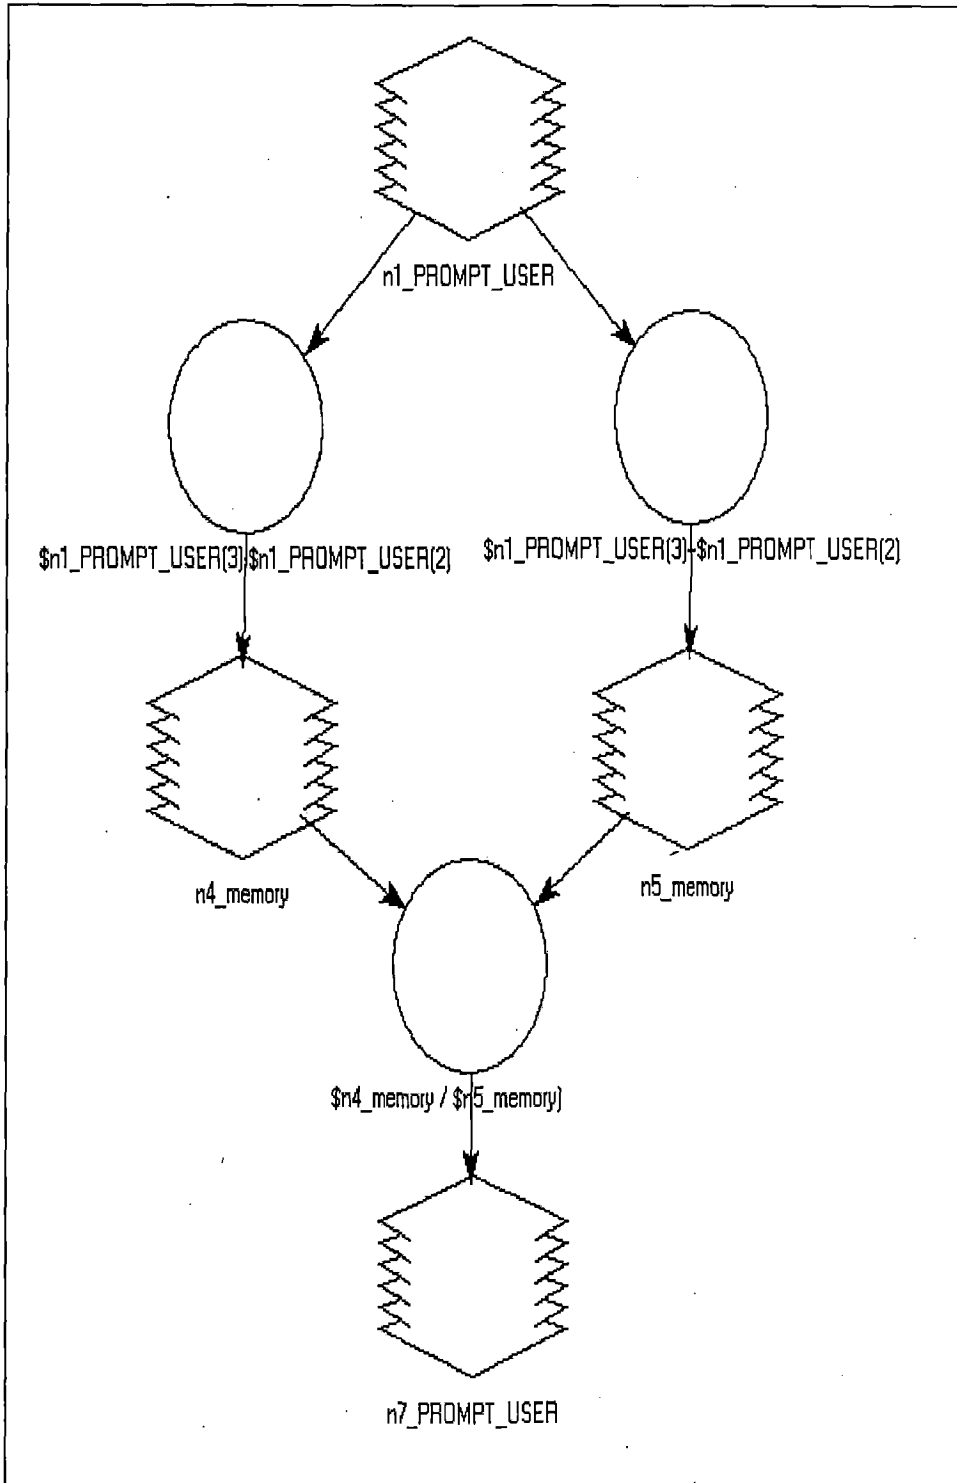 n1_PROMPT_USER
$n1_PROMPT_USER(3) $n1_PROMPT_USER(2)
$n1_PROMPT_USER(3)-$n1_PROMPT_USER(2)
n4_memory
n5_memory
$n4_memory / $n5_memory)
n7_PROMPT_USER